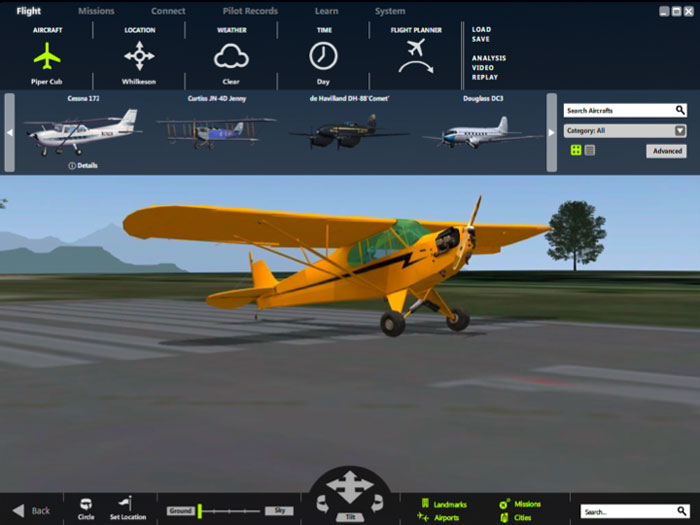 Flight Missions Connect Pilot Records Learn System
AIRCRAFT LOCATION WEATHER TIME FLIGHT PLANNER
LOAD
SAVE
ANALYSIS
VIDEO
REPLAY
Piper Cub Whilkeson Clear Day
Cessna 172 Curtiss JN-4D Jenny de Havilland DH-88'Comet' Douglass DC3
Details
Search Aircrafts
Category: All
Advanced
Back
Circle Set Location
Ground Sky
Tilt
Landmarks Missions
Airports Cities
Search..